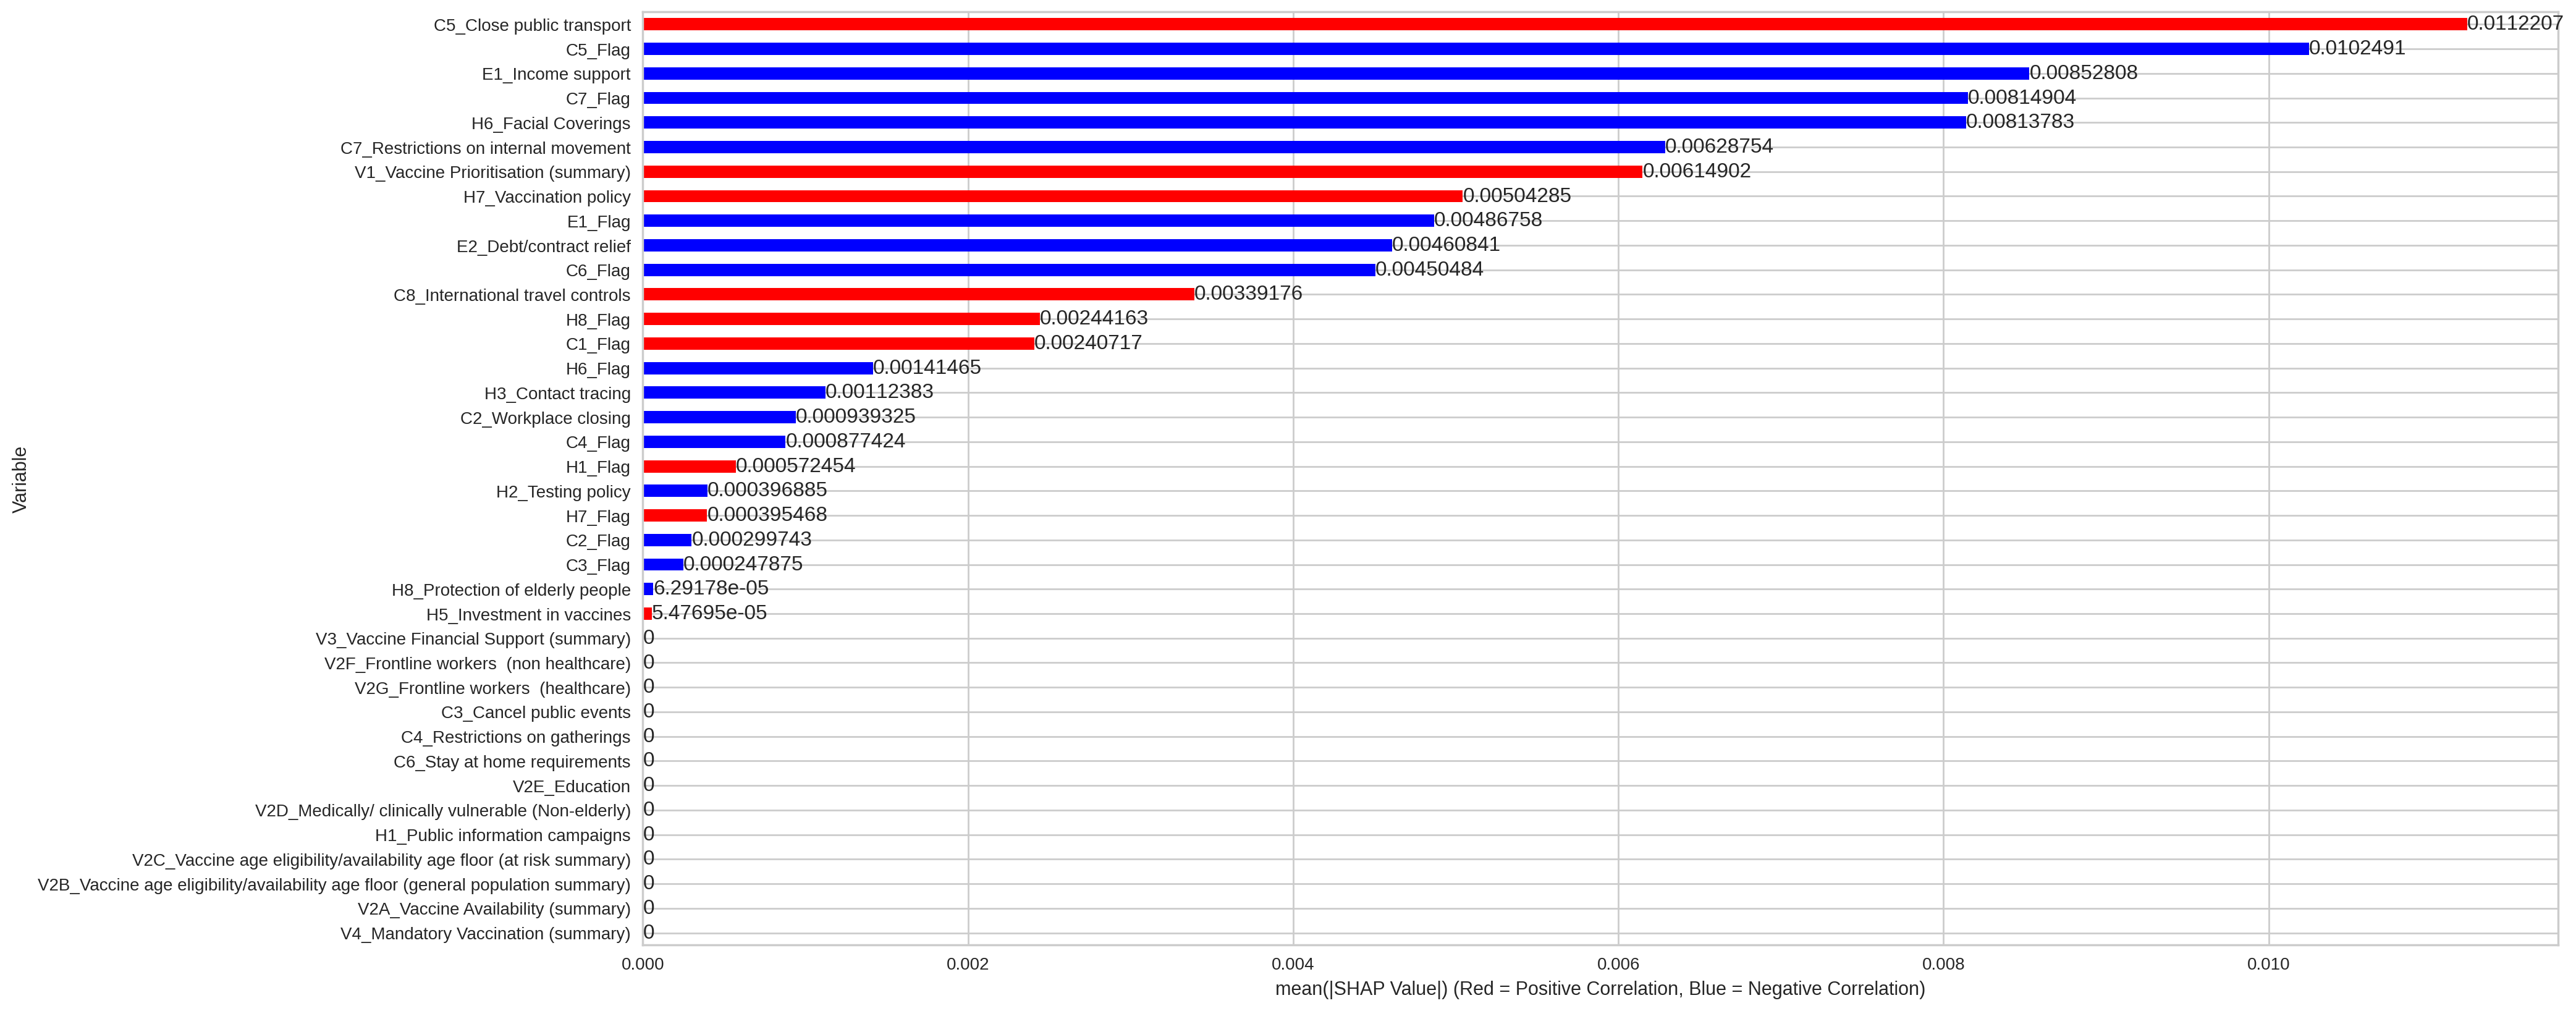 C5_Close public transport 0.0112207
C5_Flag 0.0102491
E1_Income support 0.00852808
C7_Flag 0.00814904
H6_Facial Coverings 0.00813783
C7_Restrictions on internal movement 0.00628754
V1_Vaccine Prioritisation (summary) 0.00614902
H7_Vaccination policy 0.00504285
E1_Flag 0.00486758
E2_Debt/contract relief 0.00460841
C6_Flag 0.00450484
C8_International travel controls 0.00339176
H8_Flag 0.00244163
C1_Flag 0.00240717
H6_Flag 0.00141465
H3_Contact tracing 0.00112383
C2_Workplace closing 0.000939325
C4_Flag 0.000877424
H1_Flag 0.000572454
H2_Testing policy 0.000396885
H7_Flag 0.000395468
C2_Flag 0.000299743
C3_Flag 0.000247875
H8_Protection of elderly people 6.29178e-05
H5_Investment in vaccines 5.47695e-05
V3_Vaccine Financial Support (summary) 0
V2F_Frontline workers  (non healthcare) 0
V2G_Frontline workers  (healthcare) 0
C3_Cancel public events 0
C4_Restrictions on gatherings 0
C6_Stay at home requirements 0
V2E_Education 0
V2D_Medically/ clinically vulnerable (Non-elderly) 0
H1_Public information campaigns 0
V2C_Vaccine age eligibility/availability age floor (at risk summary) 0
V2B_Vaccine age eligibility/availability age floor (general population summary) 0
V2A_Vaccine Availability (summary) 0
V4_Mandatory Vaccination (summary) 0
Variable
0.000 0.002 0.004 0.006 0.008 0.010
mean(|SHAP Value|) (Red = Positive Correlation, Blue = Negative Correlation)